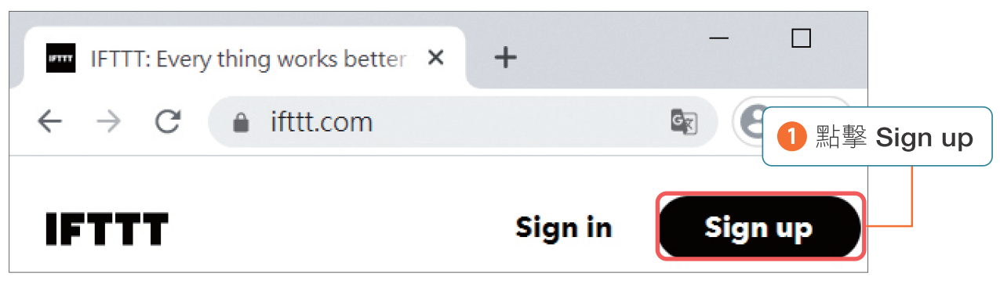 IFTTT
IFTTT: Every thing works better
ifttt.com
1 點擊 Sign up
IFTTT
Sign in
Sign up